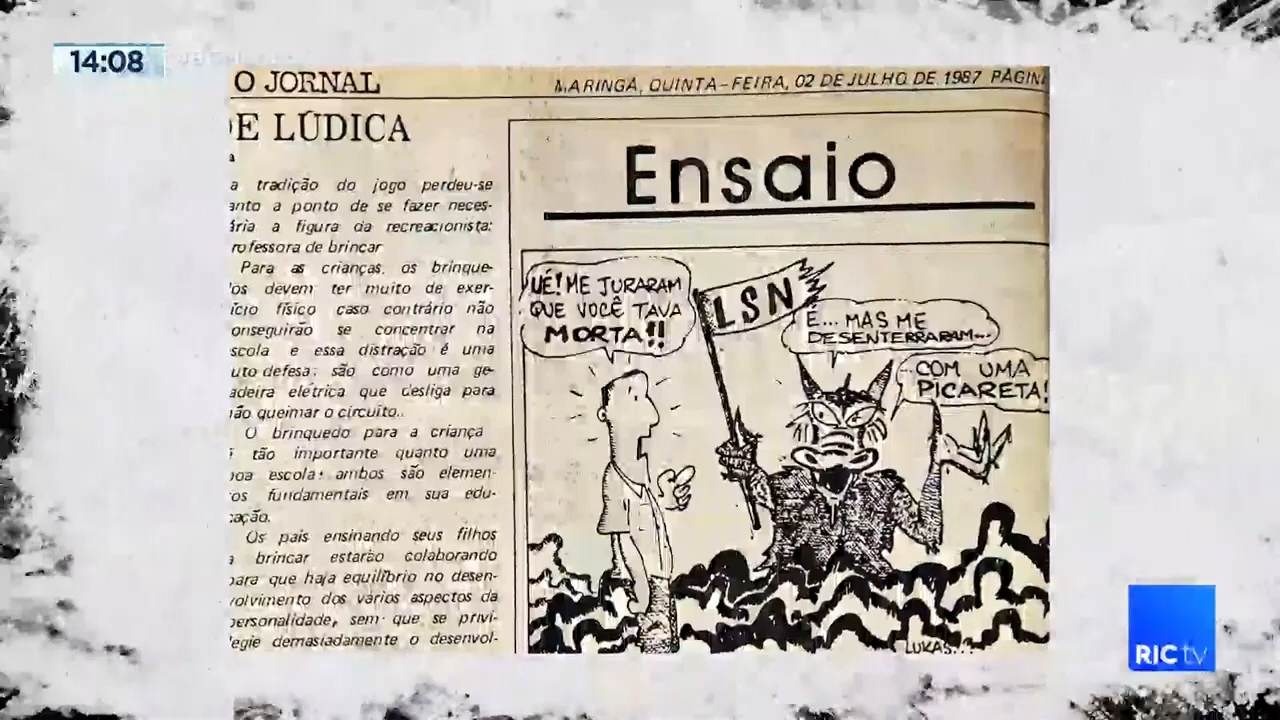 14:08
O JORNAL
MARINGÁ, QUINTA-FEIRA, 02 DE JULHO DE 1987 PÁGIN
DE LÚDICA
a
a tradição do jogo perdeu-se
anto a ponto de se fazer neces-
ária a figura da recreacionista:
rofessora de brincar
Para as crianças, os brinque-
os devem ter muito de exer-
ício físico caso contrário não
onseguirão se concentrar na
scola e essa distração é uma
uto defesa; são como uma ge-
adeira elétrica que desliga para
não queimar o circuito..
O brinquedo para a criança
tão importante quanto uma
boa escola: ambos são elemen-
os fundamentais em sua edu-
cação.
Os pais ensinando seus filhos
a brincar estarão colaborando
para que haja equilíbrio no desen-
volvimento dos vários aspectos da
personalidade, sem que se privi-
legie demasiadamente o desenvol-
Ensaio
UÉ! ME JURARAM
QUE VOCÊ TAVA
MORTA!!
LSN
É... MAS ME
DESENTERRARAM...
COM UMA
PICARETA!
LUKAS...
RIC tv